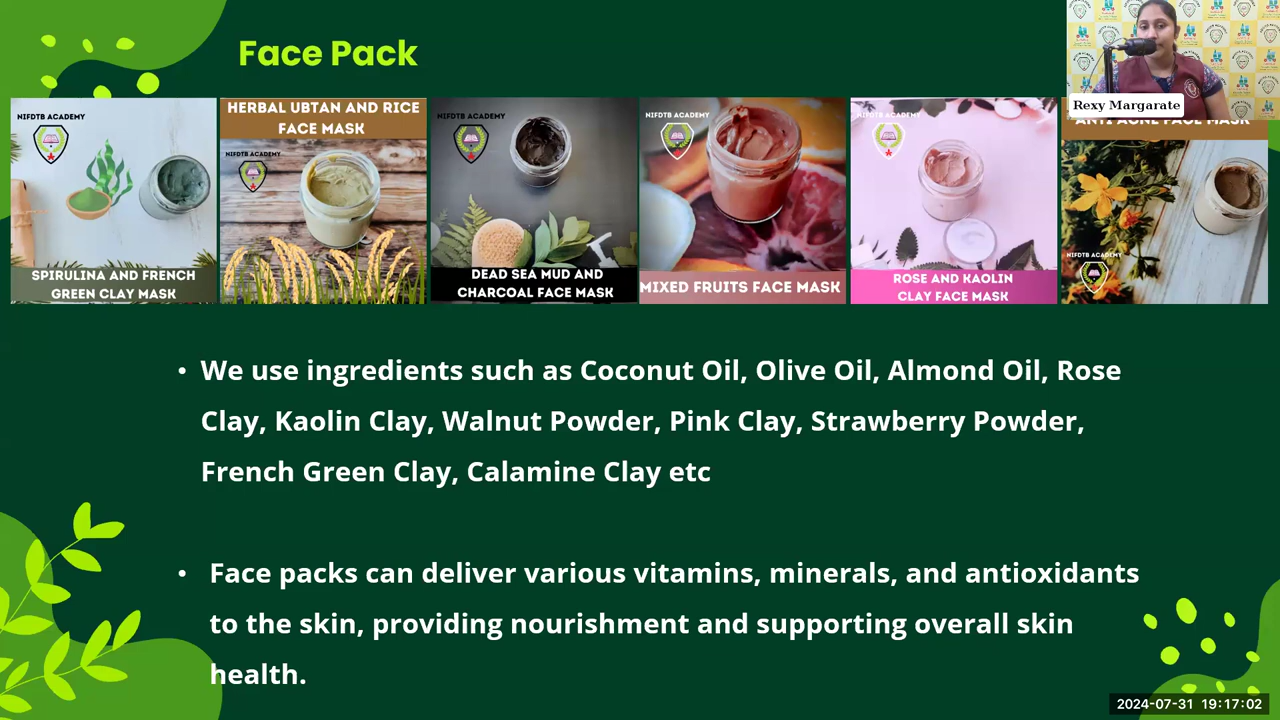 Face Pack
Rexy Margarate
NIFDTB ACADEMY
SPIRULINA AND FRENCH
GREEN CLAY MASK
HERBAL UBTAN AND RICE
FACE MASK
NIFDTB ACADEMY
NIFDTB ACADEMY
DEAD SEA MUD AND
CHARCOAL FACE MASK
NIFDTB ACADEMY
MIXED FRUITS FACE MASK
NIFDTB ACADEMY
ROSE AND KAOLIN
CLAY FACE MASK
ANTI ACNE FACE MASK
NIFDTB ACADEMY
• We use ingredients such as Coconut Oil, Olive Oil, Almond Oil, Rose
Clay, Kaolin Clay, Walnut Powder, Pink Clay, Strawberry Powder,
French Green Clay, Calamine Clay etc
• Face packs can deliver various vitamins, minerals, and antioxidants
to the skin, providing nourishment and supporting overall skin
health.
2024-07-31 19:17:02